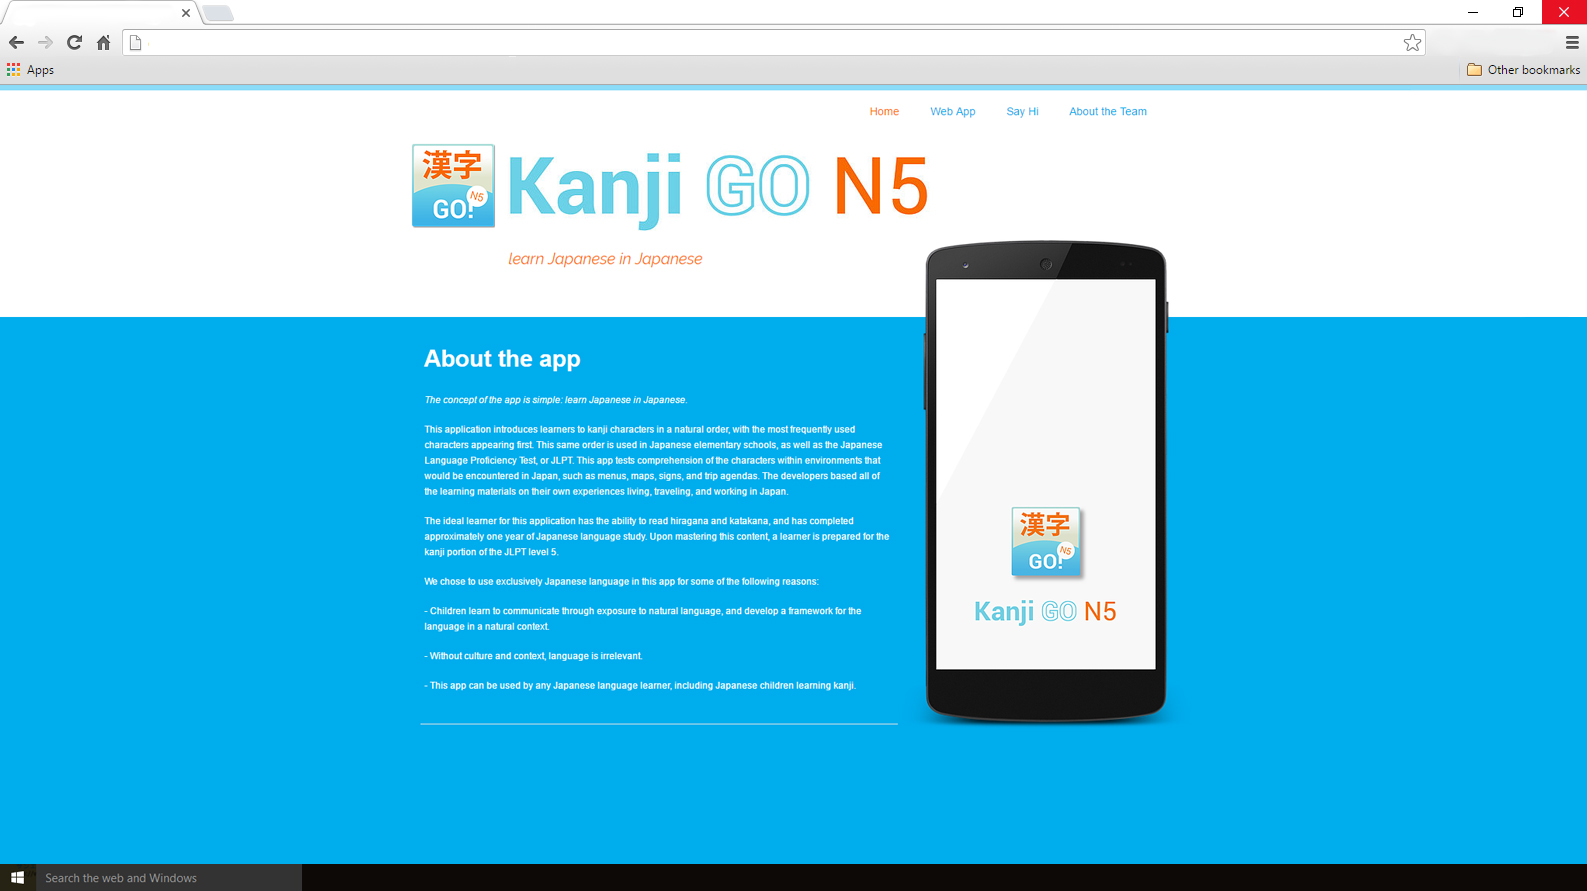 Apps
Other bookmarks
Home
Web App
Say Hi
About the Team
漢字
N5
GO!
Kanji GO N5
learn Japanese in Japanese
About the app
The concept of the app is simple: learn Japanese in Japanese.
This application introduces learners to kanji characters in a natural order, with the most frequently used
characters appearing first. This same order is used in Japanese elementary schools, as well as the Japanese
Language Proficiency Test, or JLPT. This app tests comprehension of the characters within environments that
would be encountered in Japan, such as menus, maps, signs, and trip agendas. The developers based all of
the learning materials on their own experiences living, traveling, and working in Japan.
The ideal learner for this application has the ability to read hiragana and katakana, and has completed
approximately one year of Japanese language study. Upon mastering this content, a learner is prepared for the
kanji portion of the JLPT level 5.
We chose to use exclusively Japanese language in this app for some of the following reasons:
- Children learn to communicate through exposure to natural language, and develop a framework for the
language in a natural context.
- Without culture and context, language is irrelevant.
- This app can be used by any Japanese language learner, including Japanese children learning kanji.
漢字
N5
GO!
Kanji GO N5
Search the web and Windows